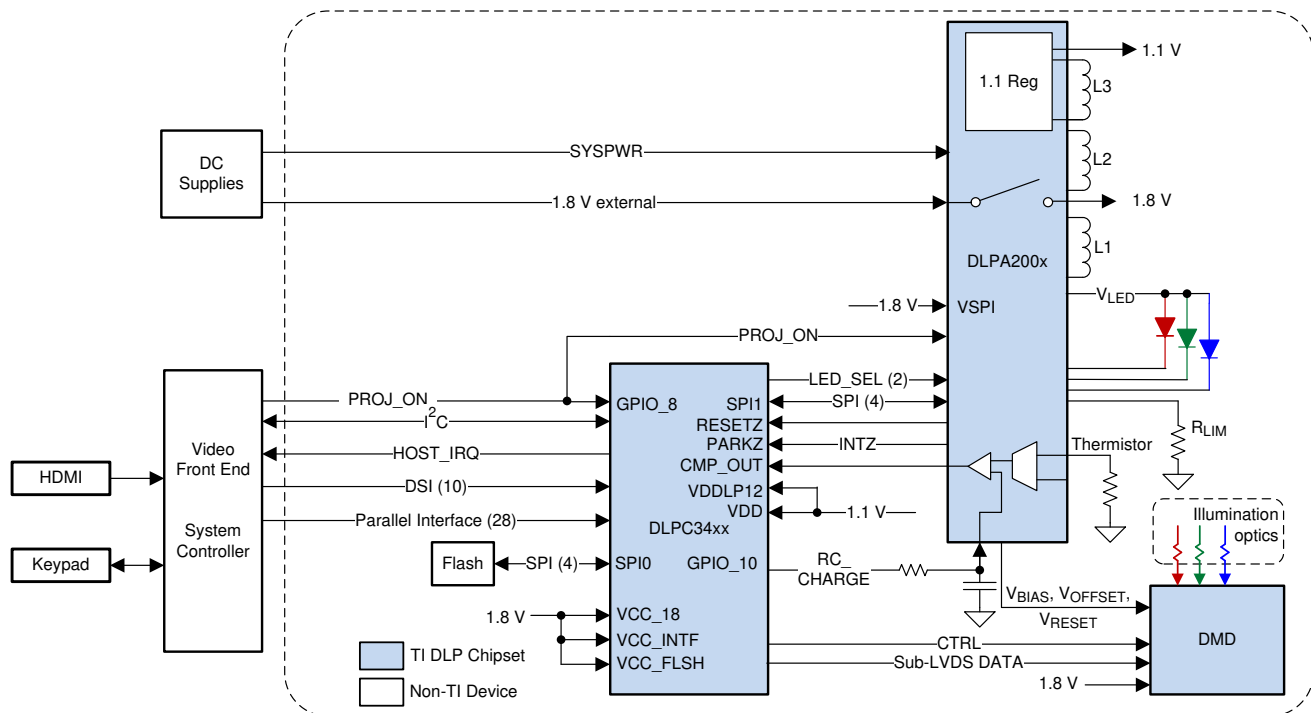 1.1 Reg
1.1 V
L3
DC
Supplies
SYSPWR
L2
1.8 V external
1.8 V
L1
DLPA200x
VLED
1.8 V
VSPI
PROJ_ON
PROJ_ON
GPIO_8
LED_SEL (2)
I2C
SPI1
SPI (4)
RESETZ
RLIM
Video
Front End
HOST_IRQ
PARKZ
INTZ
Thermistor
CMP_OUT
HDMI
DSI (10)
VDDLP12
System
Controller
Parallel Interface (28)
VDD
1.1 V
DLPC34xx
Illumination
optics
Keypad
Flash
SPI (4)
SPI0
GPIO_10
RC_
CHARGE
1.8 V
VCC_18
VBIAS, VOFFSET,
VRESET
VCC_INTF
CTRL
DMD
TI DLP Chipset
VCC_FLSH
Sub-LVDS DATA
Non-TI Device
1.8 V